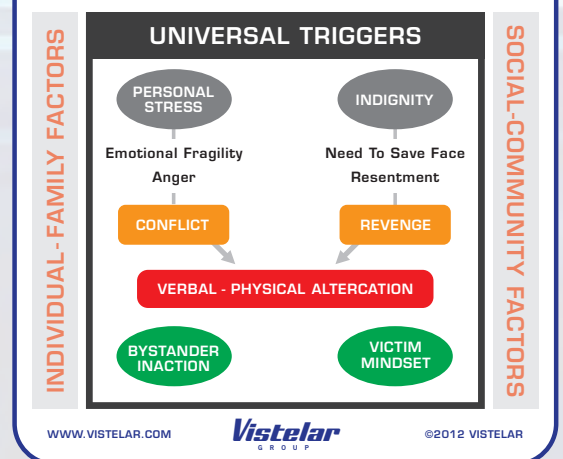 UNIVERSAL TRIGGERS
INDIVIDUAL-FAMILY FACTORS
SOCIAL-COMMUNITY FACTORS
PERSONAL
STRESS
INDIGNITY
Emotional Fragility
Anger
Need To Save Face
Resentment
CONFLICT
REVENGE
VERBAL - PHYSICAL ALTERCATION
BYSTANDER
INACTION
VICTIM
MINDSET
WWW.VISTELAR.COM
Vistelar
GROUP
©2012 VISTELAR